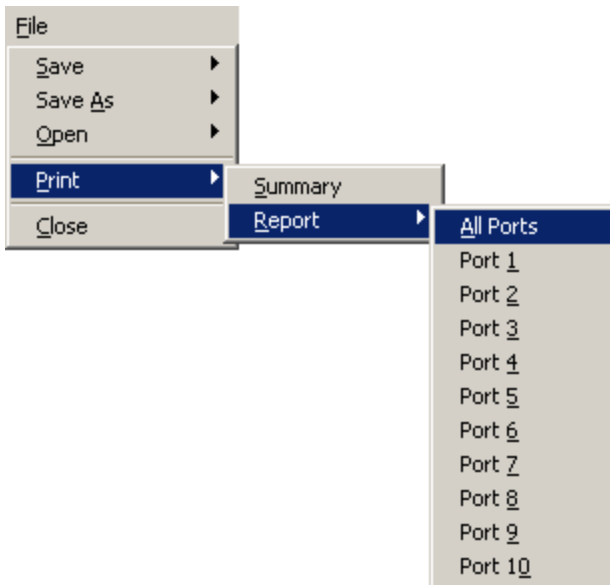 File
Save
Save As
Open
Print
Close
Summary
Report
All Ports
Port 1
Port 2
Port 3
Port 4
Port 5
Port 6
Port 7
Port 8
Port 9
Port 10